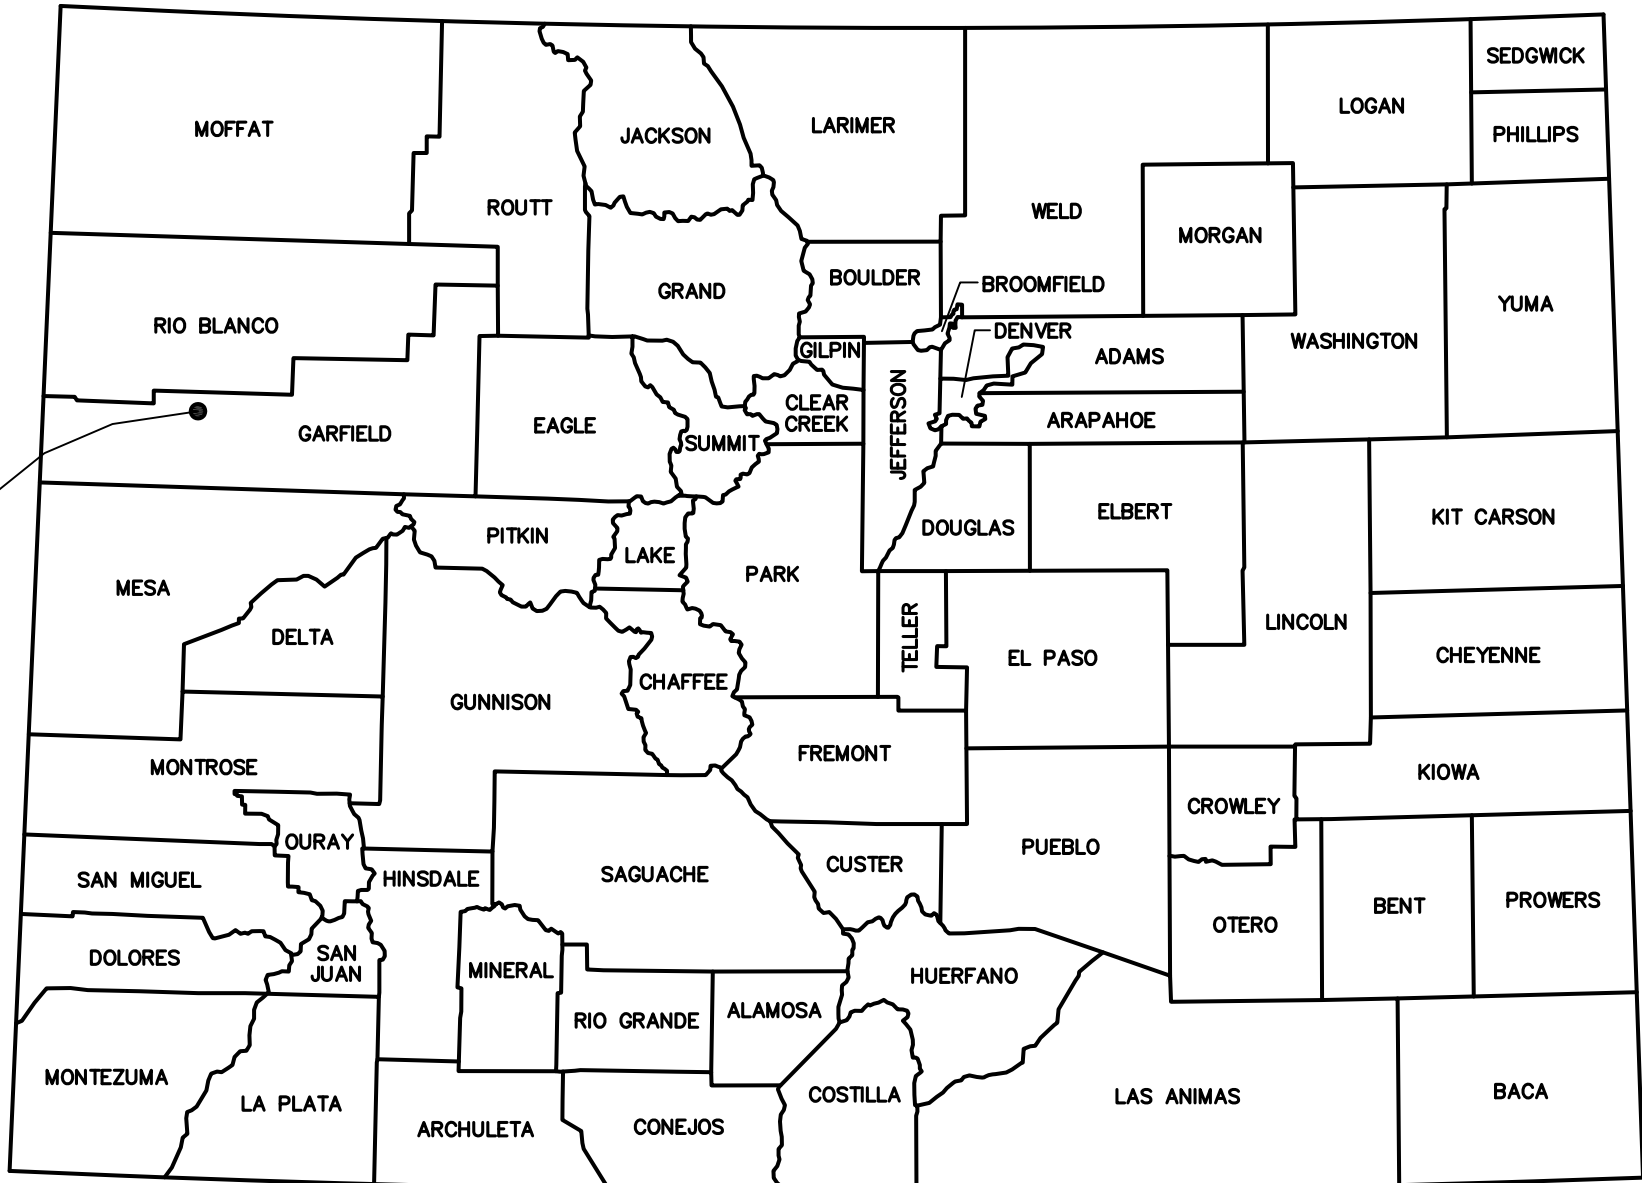 SEDGWICK
LOGAN
LARIMER
MOFFAT
JACKSON
PHILLIPS
ROUTT
WELD
MORGAN
BOULDER
BROOMFIELD
GRAND
YUMA
RIO BLANCO
DENVER
WASHINGTON
GILPIN
ADAMS
CLEAR
CREEK
JEFFERSON
ARAPAHOE
EAGLE
GARFIELD
SUMMIT
ELBERT
KIT CARSON
DOUGLAS
PITKIN
LAKE
PARK
MESA
LINCOLN
DELTA
TELLER
CHEYENNE
EL PASO
CHAFFEE
GUNNISON
FREMONT
MONTROSE
KIOWA
CROWLEY
OURAY
PUEBLO
CUSTER
SAGUACHE
HINSDALE
SAN MIGUEL
PROWERS
BENT
OTERO
DOLORES
SAN
JUAN
MINERAL
HUERFANO
ALAMOSA
RIO GRANDE
MONTEZUMA
BACA
COSTILLA
LAS ANIMAS
LA PLATA
CONEJOS
ARCHULETA